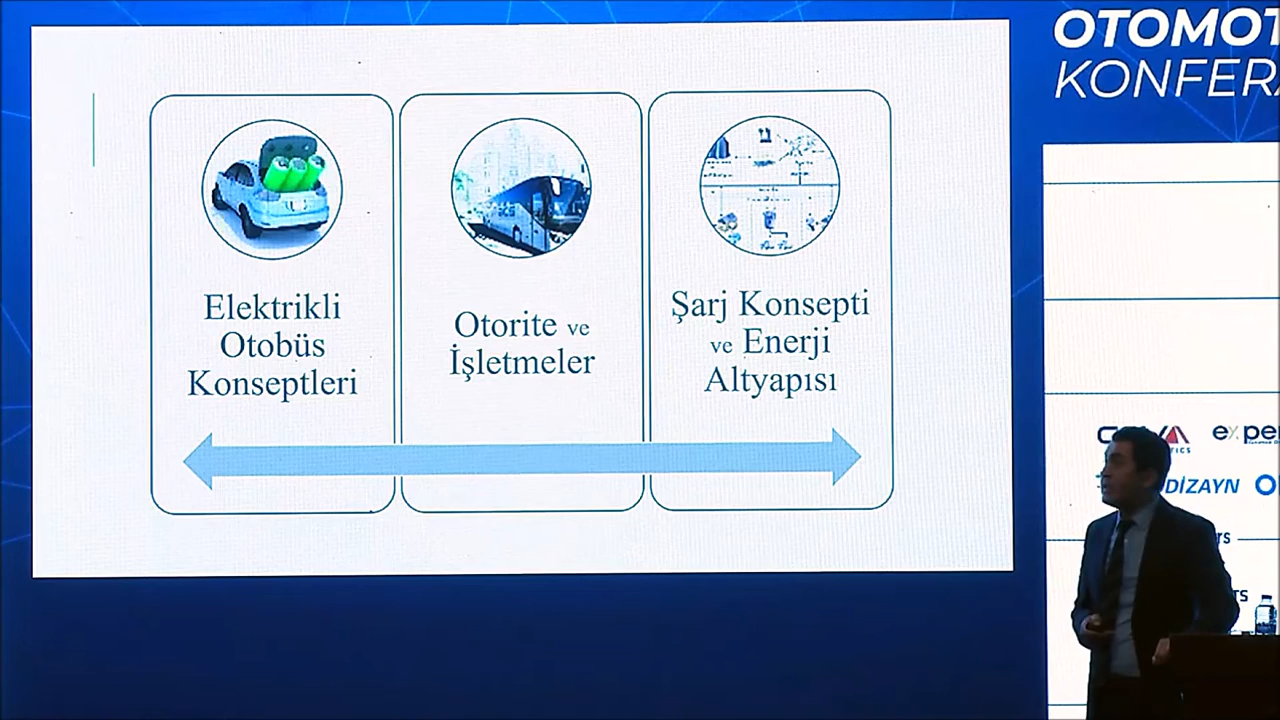 Elektrikli
Otobüs
Konseptleri
Otorite ve
İşletmeler
Şarj Konsepti
ve Enerji
Altyapısı
OTOMOT
KONFERA
DİZAYN